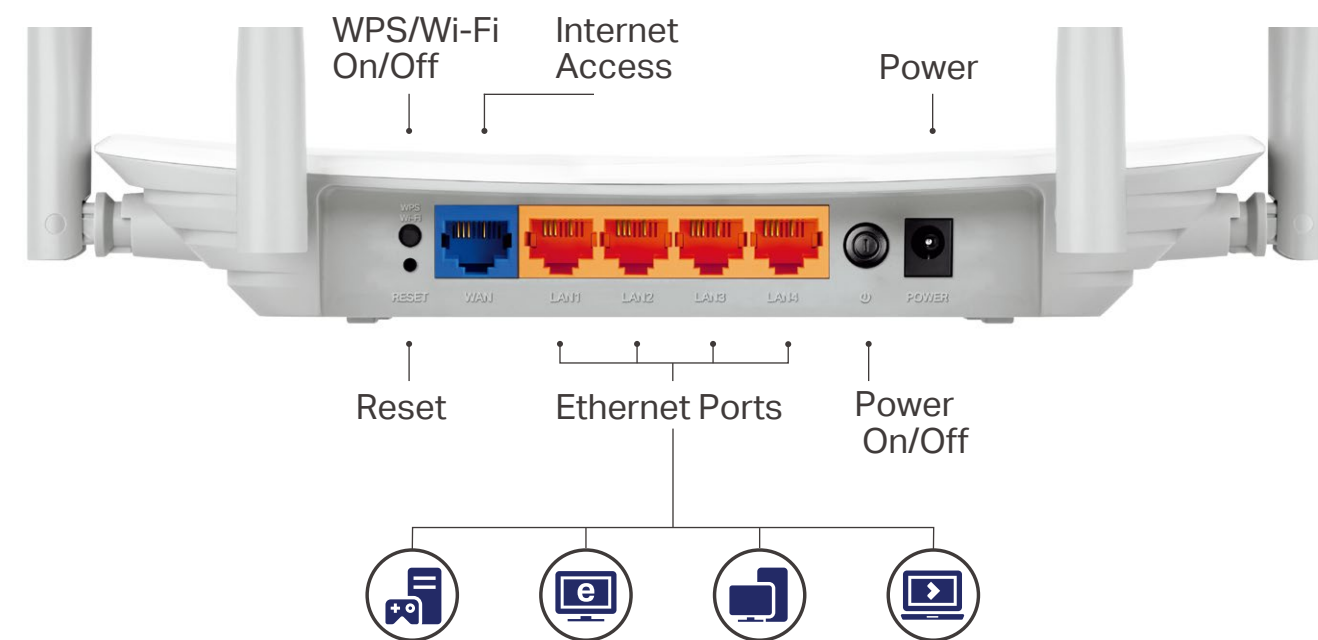 WPS/Wi-Fi
On/Off
Internet
Access
Power
WPS
Wi-Fi
RESET
WAN
LAN1
LAN2
LAN3
LAN4
POWER
Reset
Ethernet Ports
Power
On/Off
e